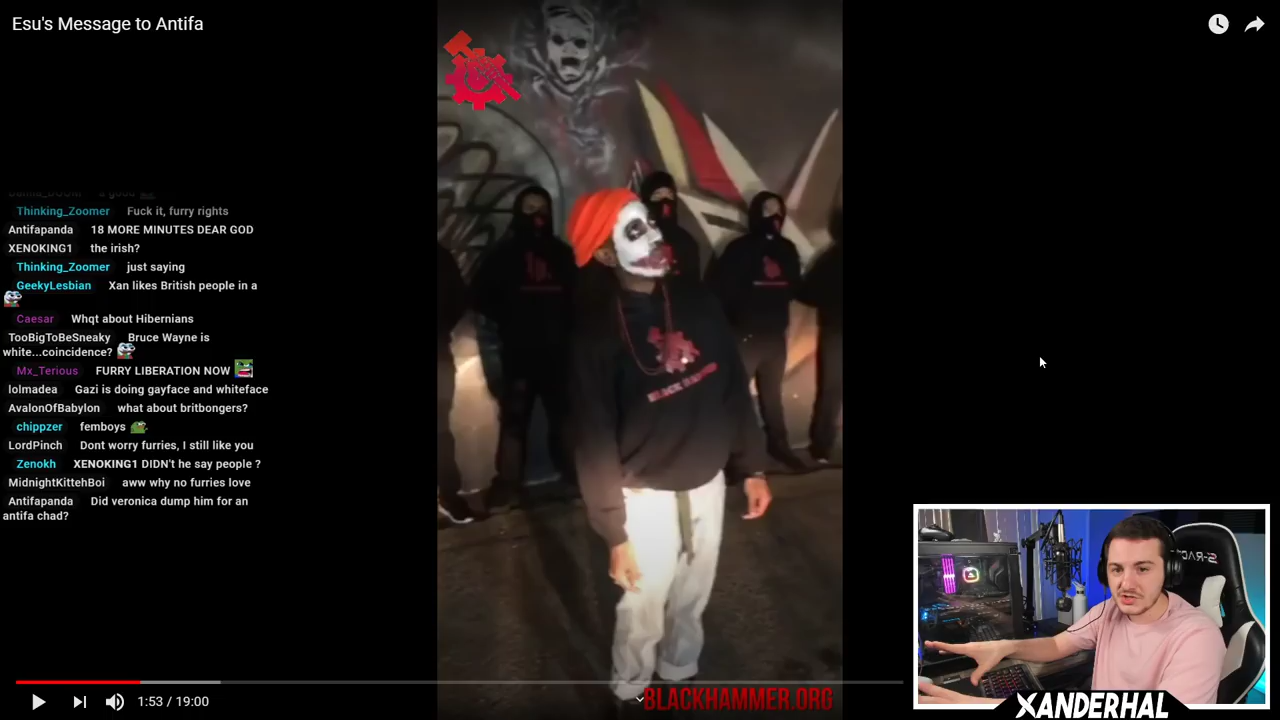 Esu's Message to Antifa
Thinking_Zoomer Fuck it, furry rights
Antifapanda 18 MORE MINUTES DEAR GOD
XENOKING1 the irish?
Thinking_Zoomer just saying
GeekyLesbian Xan likes British people in a
Caesar Whqt about Hibernians
TooBigToBeSneaky Bruce Wayne is
white...coincidence?
Mx_Terious FURRY LIBERATION NOW
lolmadea Gazi is doing gayface and whiteface
AvalonOfBabylon what about britbongers?
chippzer femboys
LordPinch Dont worry furries, I still like you
Zenokh XENOKING1 DIDN't he say people ?
MidnightKittehBoi aww why no furries love
Antifapanda Did veronica dump him for an
antifa chad?
BLACK HAMMER
S-RAC
1:53 / 19:00
BLACKHAMMER.ORG
XANDERHAL